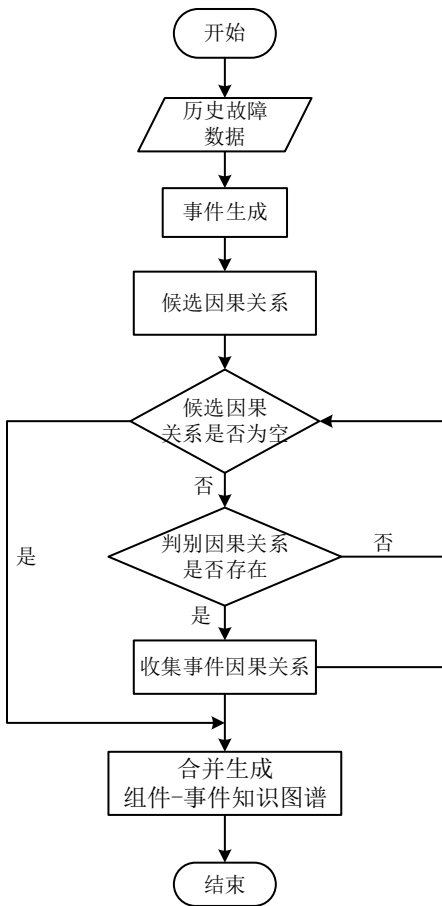 开始
历史故障
数据
事件生成
候选因果关系
候选因果
关系是否为空
否
是
判别因果关系
是否存在
否
是
收集事件因果关系
合并生成
组件-事件知识图谱
结束